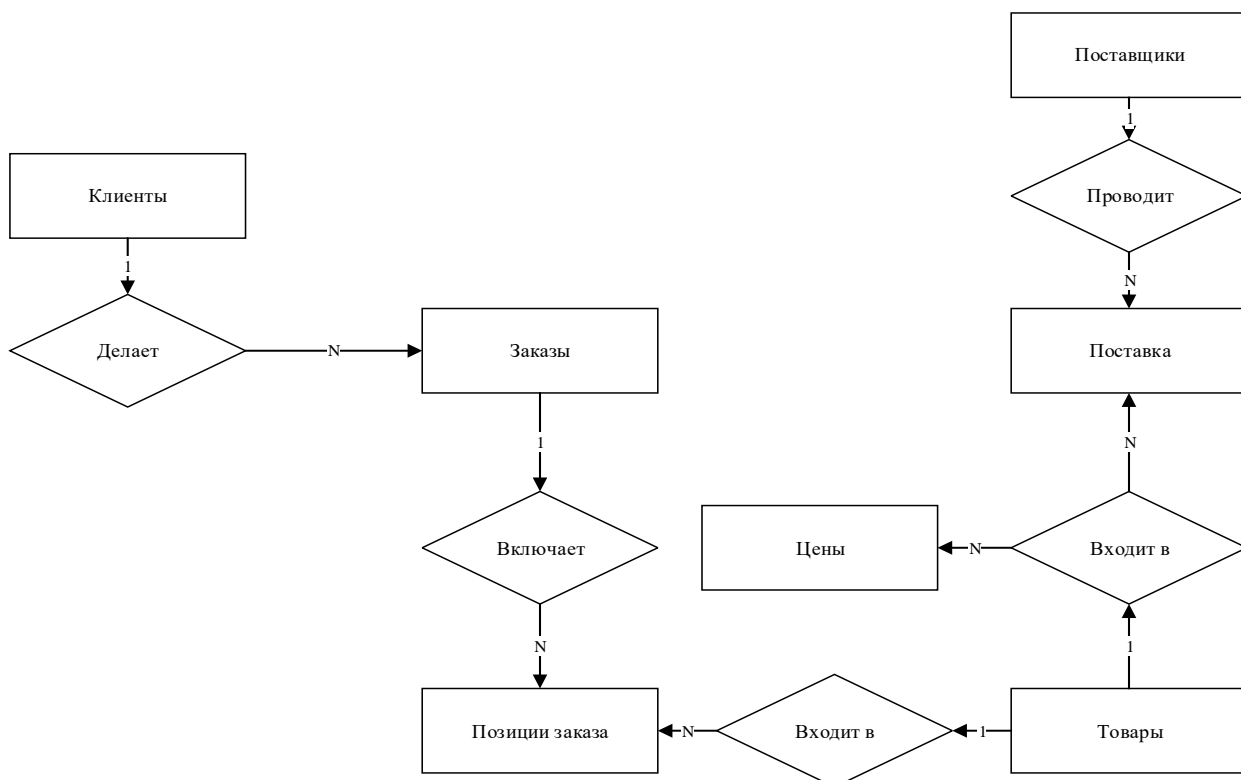 Поставщики
1
Клиенты
Проводит
1
N
Делает
N
Заказы
Поставка
1
N
Включает
Цены
N
Входит в
N
1
Позиции заказа
N
Входит в
1
Товары